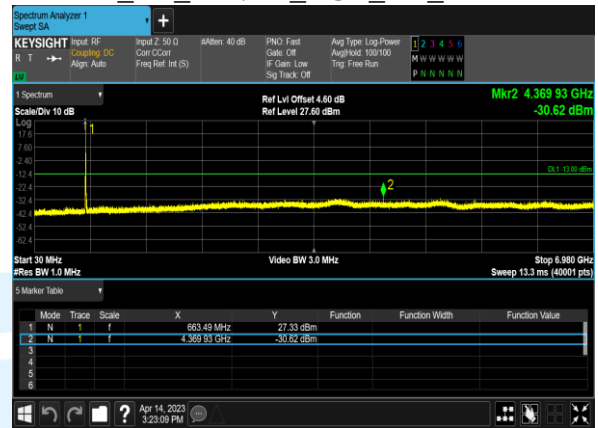 Spectrum Analyzer 1
Swept SA
KEYSIGHT Input: RF Input Z: 50 Ω #Atten: 40 dB PNO: Fast Avg Type: Log-Power 1 2 3 4 5 6
R T Coupling: DC Corr CCorr Gate: Off Avg|Hold: 100/100 M W W W W W
Align: Auto Freq Ref: Int (S) IF Gain: Low Trig: Free Run
Sig Track: Off P N N N N N
LV
1 Spectrum Ref Lvl Offset 4.60 dB Mkr2 4.369 93 GHz
Scale/Div 10 dB Ref Level 27.60 dBm -30.62 dBm
Log
17.6
7.60
-2.40
-12.4
-22.4
-32.4
-42.4
-52.4
-62.4
1
2
DL1 -13.00 dBm
Start 30 MHz Video BW 3.0 MHz Stop 6.980 GHz
#Res BW 1.0 MHz Sweep 13.3 ms (40001 pts)
5 Marker Table
Mode Trace Scale X Y Function Function Width Function Value
1 N 1 f 663.49 MHz 27.33 dBm
2 N 1 f 4.369 93 GHz -30.62 dBm
3
4
5
6
? Apr 14, 2023
3:23:09 PM